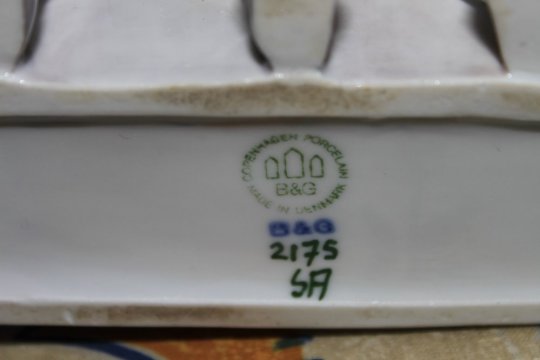 COPENHAGEN PORCELAIN
B&G
MADE IN DENMARK
B&G
2175
SA